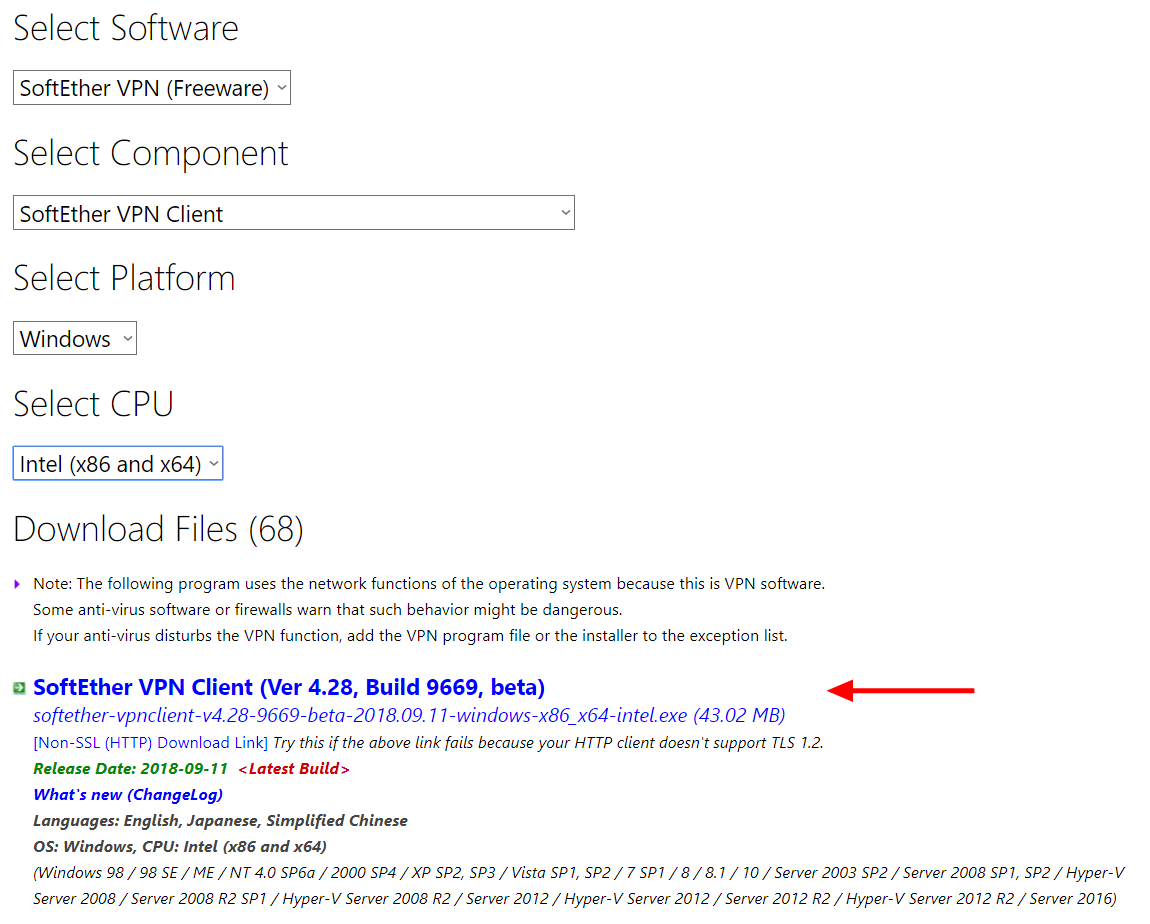 Select Software
SoftEther VPN (Freeware)
Select Component
SoftEther VPN Client
Select Platform
Windows
Select CPU
Intel (x86 and x64)
Download Files (68)
Note: The following program uses the network functions of the operating system because this is VPN software.
Some anti-virus software or firewalls warn that such behavior might be dangerous.
If your anti-virus disturbs the VPN function, add the VPN program file or the installer to the exception list.
SoftEther VPN Client (Ver 4.28, Build 9669, beta)
softether-vpnclient-v4.28-9669-beta-2018.09.11-windows-x86_x64-intel.exe (43.02 MB)
[Non-SSL (HTTP) Download Link] Try this if the above link fails because your HTTP client doesn't support TLS 1.2.
Release Date: 2018-09-11 <Latest Build>
What's new (ChangeLog)
Languages: English, Japanese, Simplified Chinese
OS: Windows, CPU: Intel (x86 and x64)
(Windows 98 / 98 SE / ME / NT 4.0 SP6a / 2000 SP4 / XP SP2, SP3 / Vista SP1, SP2 / 7 SP1 / 8 / 8.1 / 10 / Server 2003 SP2 / Server 2008 SP1, SP2 / Hyper-V
Server 2008 / Server 2008 R2 SP1 / Hyper-V Server 2008 R2 / Server 2012 / Hyper-V Server 2012 / Server 2012 R2 / Hyper-V Server 2012 R2 / Server 2016)